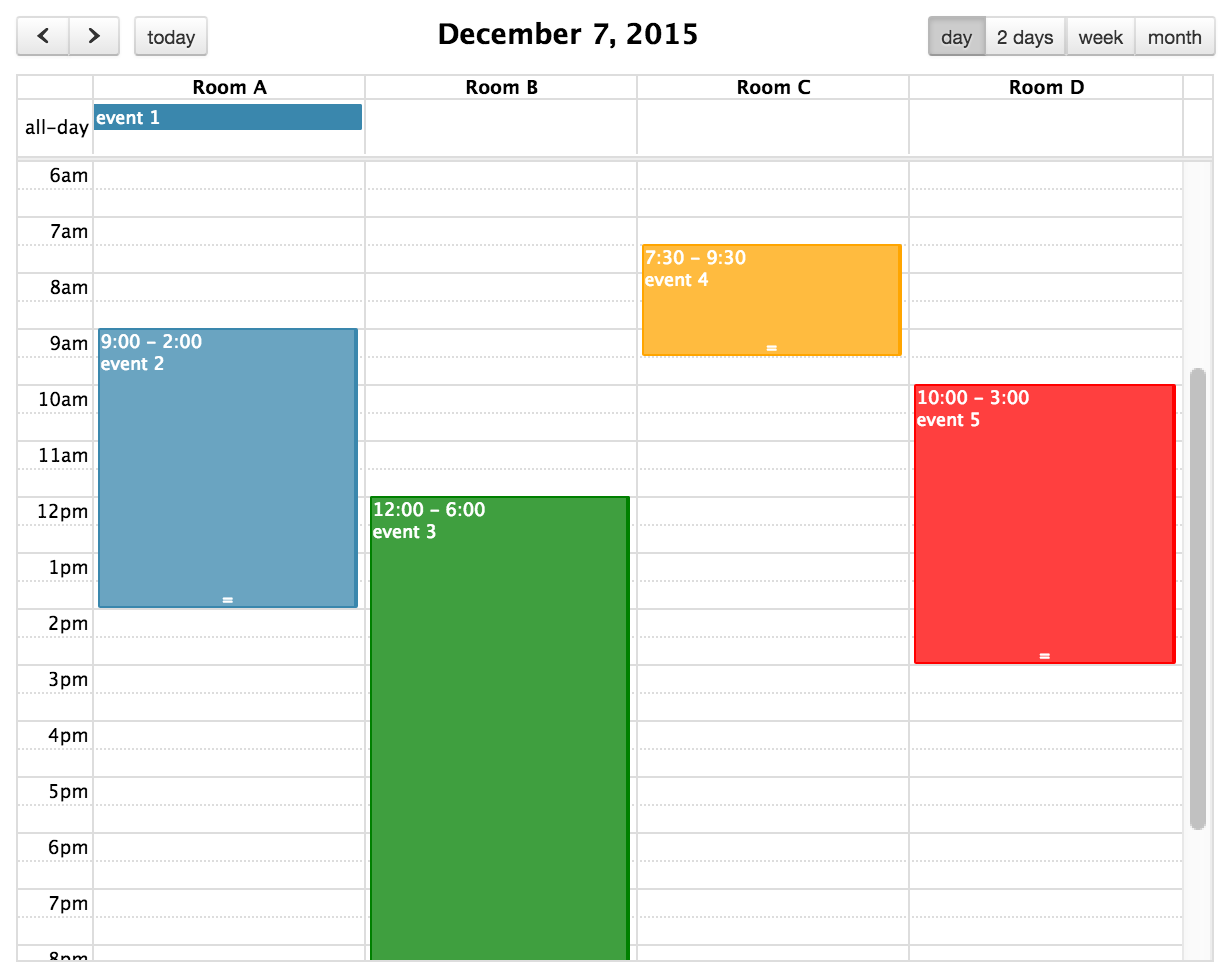 today
December 7, 2015
day 2 days week month
Room A Room B Room C Room D
all-day event 1
6am
7am
7:30 - 9:30
event 4
8am
9am
9:00 - 2:00
event 2
10am
10:00 - 3:00
event 5
11am
12pm
12:00 - 6:00
event 3
1pm
2pm
3pm
4pm
5pm
6pm
7pm
8pm